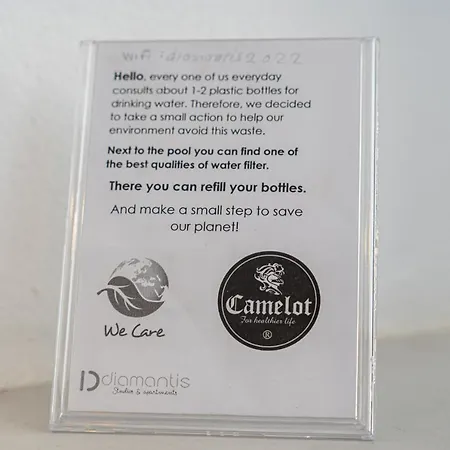 wifi : diamantis2022
Hello, every one of us everyday
consults about 1-2 plastic bottles for
drinking water. Therefore, we decided
to take a small action to help our
environment avoid this waste.
Next to the pool you can find one of
the best qualities of water filter.
There you can refill your bottles.
And make a small step to save
our planet!
We Care
Camelot
For healthier life
®
D diamantis
Studios & apartments